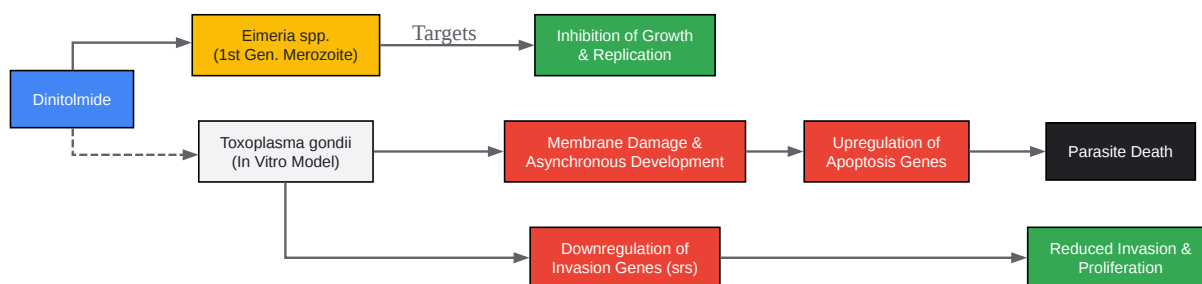 Eimeria spp.
(1st Gen. Merozoite)
Targets
Inhibition of Growth
& Replication
Dinitolmide
Toxoplasma gondii
(In Vitro Model)
Membrane Damage &
Asynchronous Development
Upregulation of
Apoptosis Genes
Parasite Death
Downregulation of
Invasion Genes (srs)
Reduced Invasion &
Proliferation